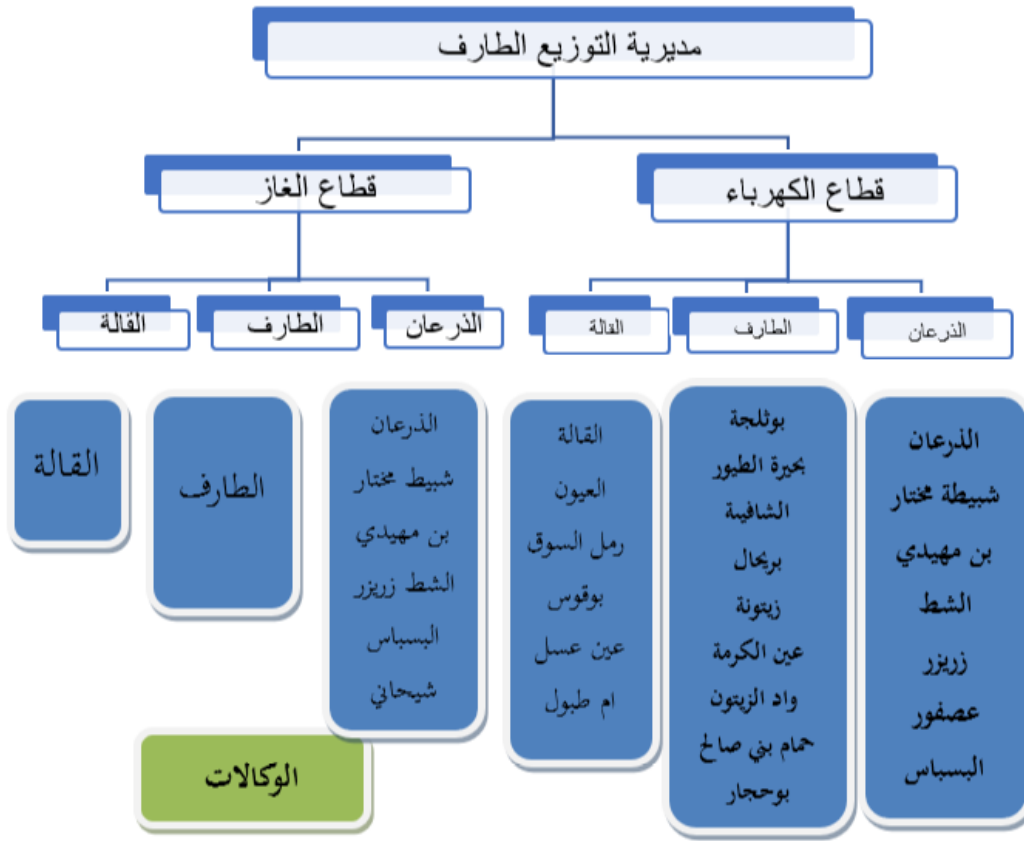 مديرية التوزيع الطارف
قطاع الكهرباء
قطاع الغاز
الذرعان
الطارف
القالة
الذرعان
الطارف
القالة
الذرعان
شبيطة مختار
بن مهيدي
الشط
زريزر
عصفور
البسباس
بوثلجة
بحيرة الطيور
الشافية
بريحال
زيتونة
عين الكرمة
واد الزيتون
حمام بني صالح
بوحجار
القالة
العيون
رمل السوق
بوقوس
عين عسل
ام طبول
الذرعان
شبيط مختار
بن مهيدي
الشط زريزر
البسباس
شيحاني
الطارف
القالة
الوكالات